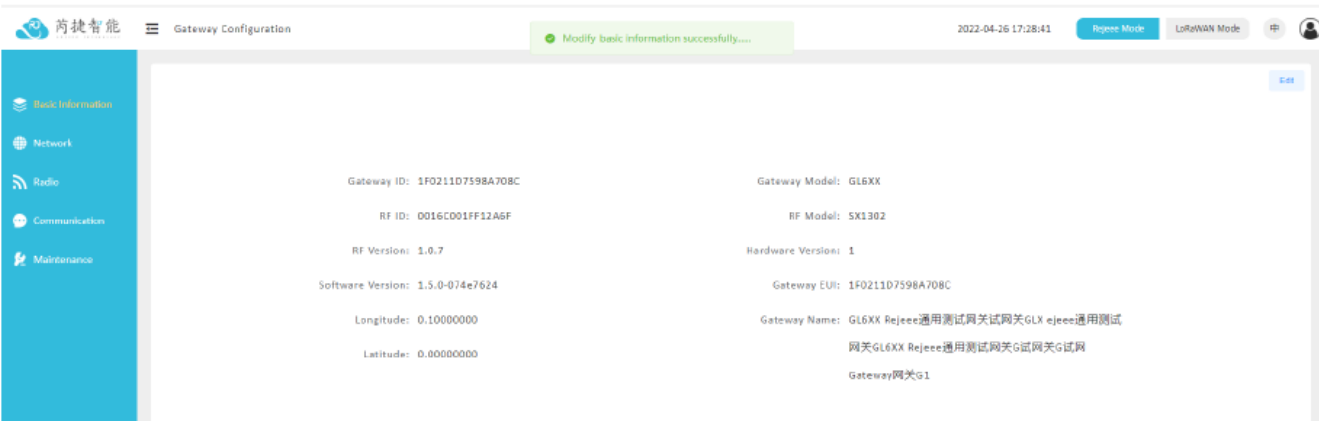 芮捷智能
Gateway Configuration
Modify basic information successfully.....
2022-04-26 17:28:41
Rejeee Mode
LoRaWAN Mode
中
Edit
Basic Information
Network
Radio
Communication
Maintenance
Gateway ID: 1F0211D7598A708C
Gateway Model: GL6XX
RF ID: 0016C001FF12A6F
RF Model: SX1302
RF Version: 1.0.7
Hardware Version: 1
Software Version: 1.5.0-074e7624
Gateway EUI: 1F0211D7598A708C
Longitude: 0.10000000
Gateway Name: GL6XX Rejeee通用测试网关试网关GLX ejeee通用测试
Latitude: 0.00000000
网关GL6XX Rejeee通用测试网关G试网关G试网
Gateway网关G1